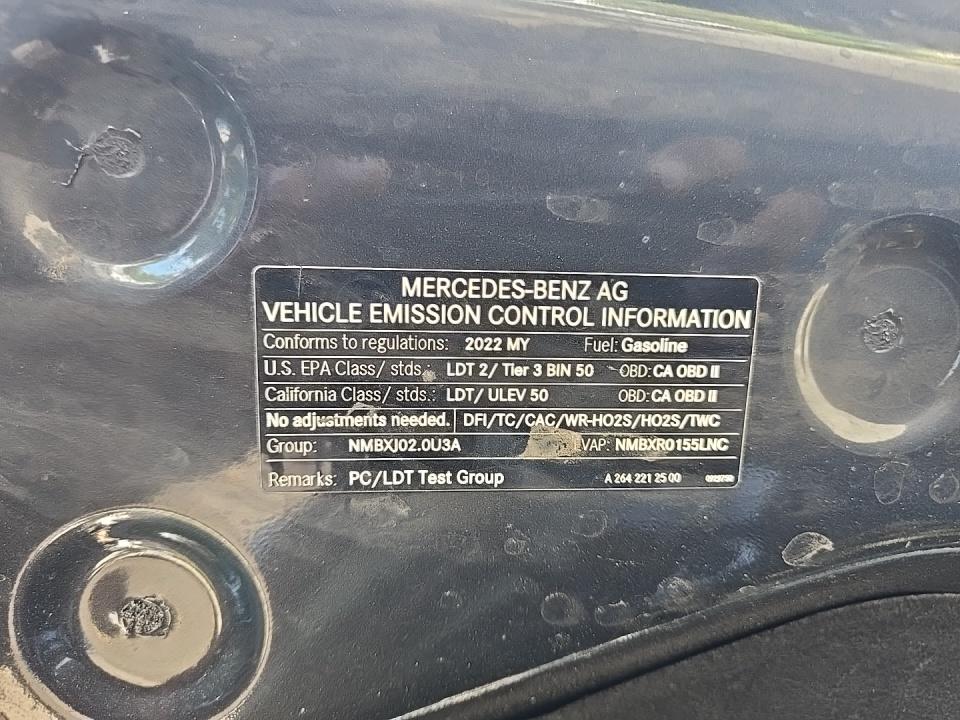 MERCEDES-BENZ AG
VEHICLE EMISSION CONTROL INFORMATION
Conforms to regulations: 2022 MY Fuel: Gasoline
U.S. EPA Class/ stds.: LDT 2/ Tier 3 BIN 50 OBD: CA OBD II
California Class/ stds.: LDT/ ULEV 50 OBD: CA OBD II
No adjustments needed. DFI/TC/CAC/WR-HO2S/HO2S/TWC
Group: NMBXJ02.0U3A EVAP: NMBXR0155LNC
Remarks: PC/LDT Test Group A 264 221 25 00